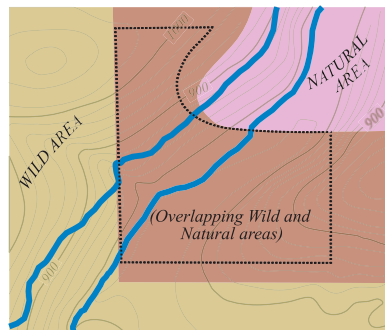 1000
900
NATURAL
AREA
900
WILD AREA
(Overlapping Wild and
Natural areas)
900